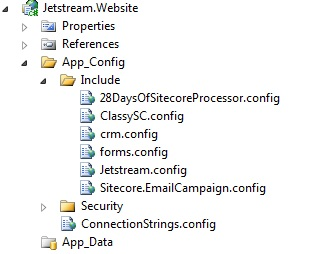 Jetstream.Website
Properties
References
App_Config
Include
28DaysOfSitecoreProcessor.config
ClassySC.config
crm.config
forms.config
Jetstream.config
Sitecore.EmailCampaign.config
Security
ConnectionStrings.config
App_Data